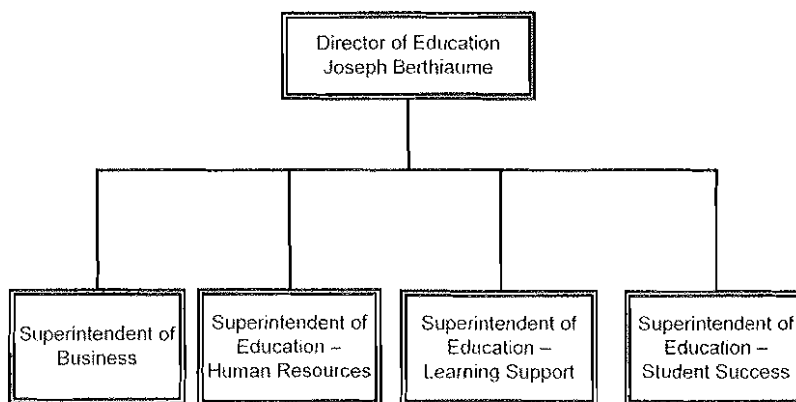 Director of Education
Joseph Berthiaume
Superintendent of
Business
Superintendent of
Education –
Human Resources
Superintendent of
Education –
Learning Support
Superintendent of
Education –
Student Success